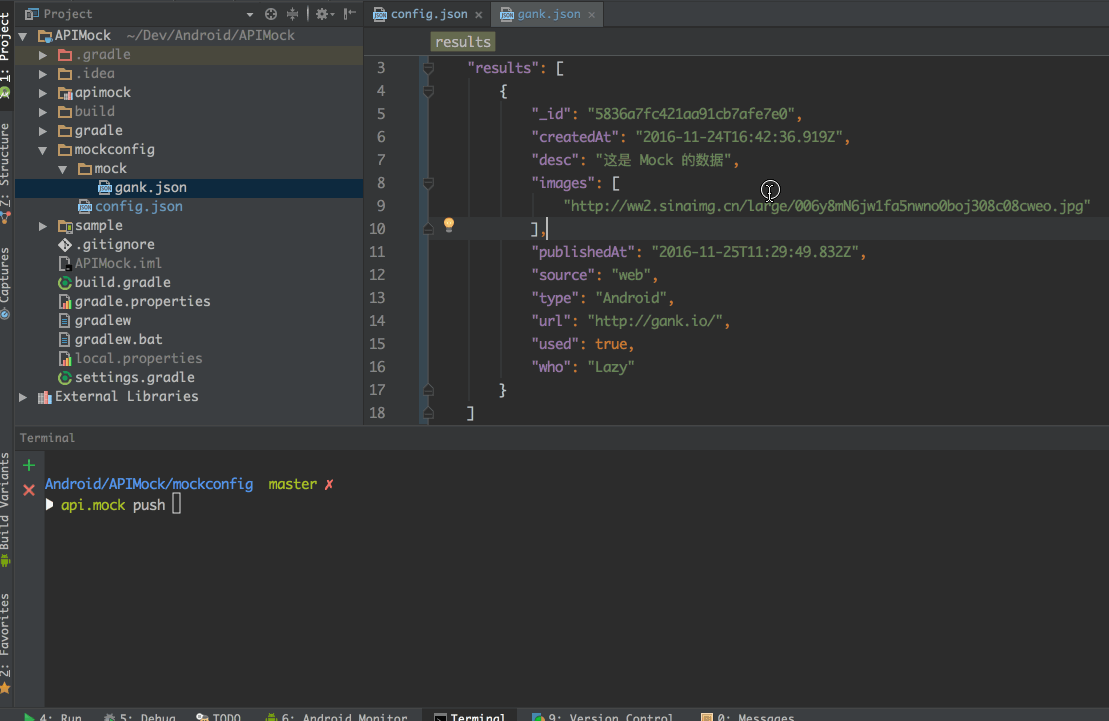 Project
config.json
gank.json
1: Project
Z: Structure
Captures
Build Variants
2: Favorites
APIMock ~/Dev/Android/APIMock
.gradle
.idea
apimock
build
gradle
mockconfig
mock
gank.json
config.json
sample
.gitignore
APIMock.iml
build.gradle
gradle.properties
gradlew
gradlew.bat
local.properties
settings.gradle
External Libraries
results
3 "results": [
4 {
5 "_id": "5836a7fc421aa91cb7afe7e0",
6 "createdAt": "2016-11-24T16:42:36.919Z",
7 "desc": "这是 Mock 的数据",
8 "images": [
9 "http://ww2.sinaimg.cn/large/006y8mN6jw1fa5nwno0boj308c08cweo.jpg"
10 ],
11 "publishedAt": "2016-11-25T11:29:49.832Z",
12 "source": "web",
13 "type": "Android",
14 "url": "http://gank.io/",
15 "used": true,
16 "who": "Lazy"
17 }
18 ]
Terminal
Android/APIMock/mockconfig master ✗
api.mock push
4: Run
5: Debug
TODO
6: Android Monitor
Terminal
9: Version Control
0: Messages